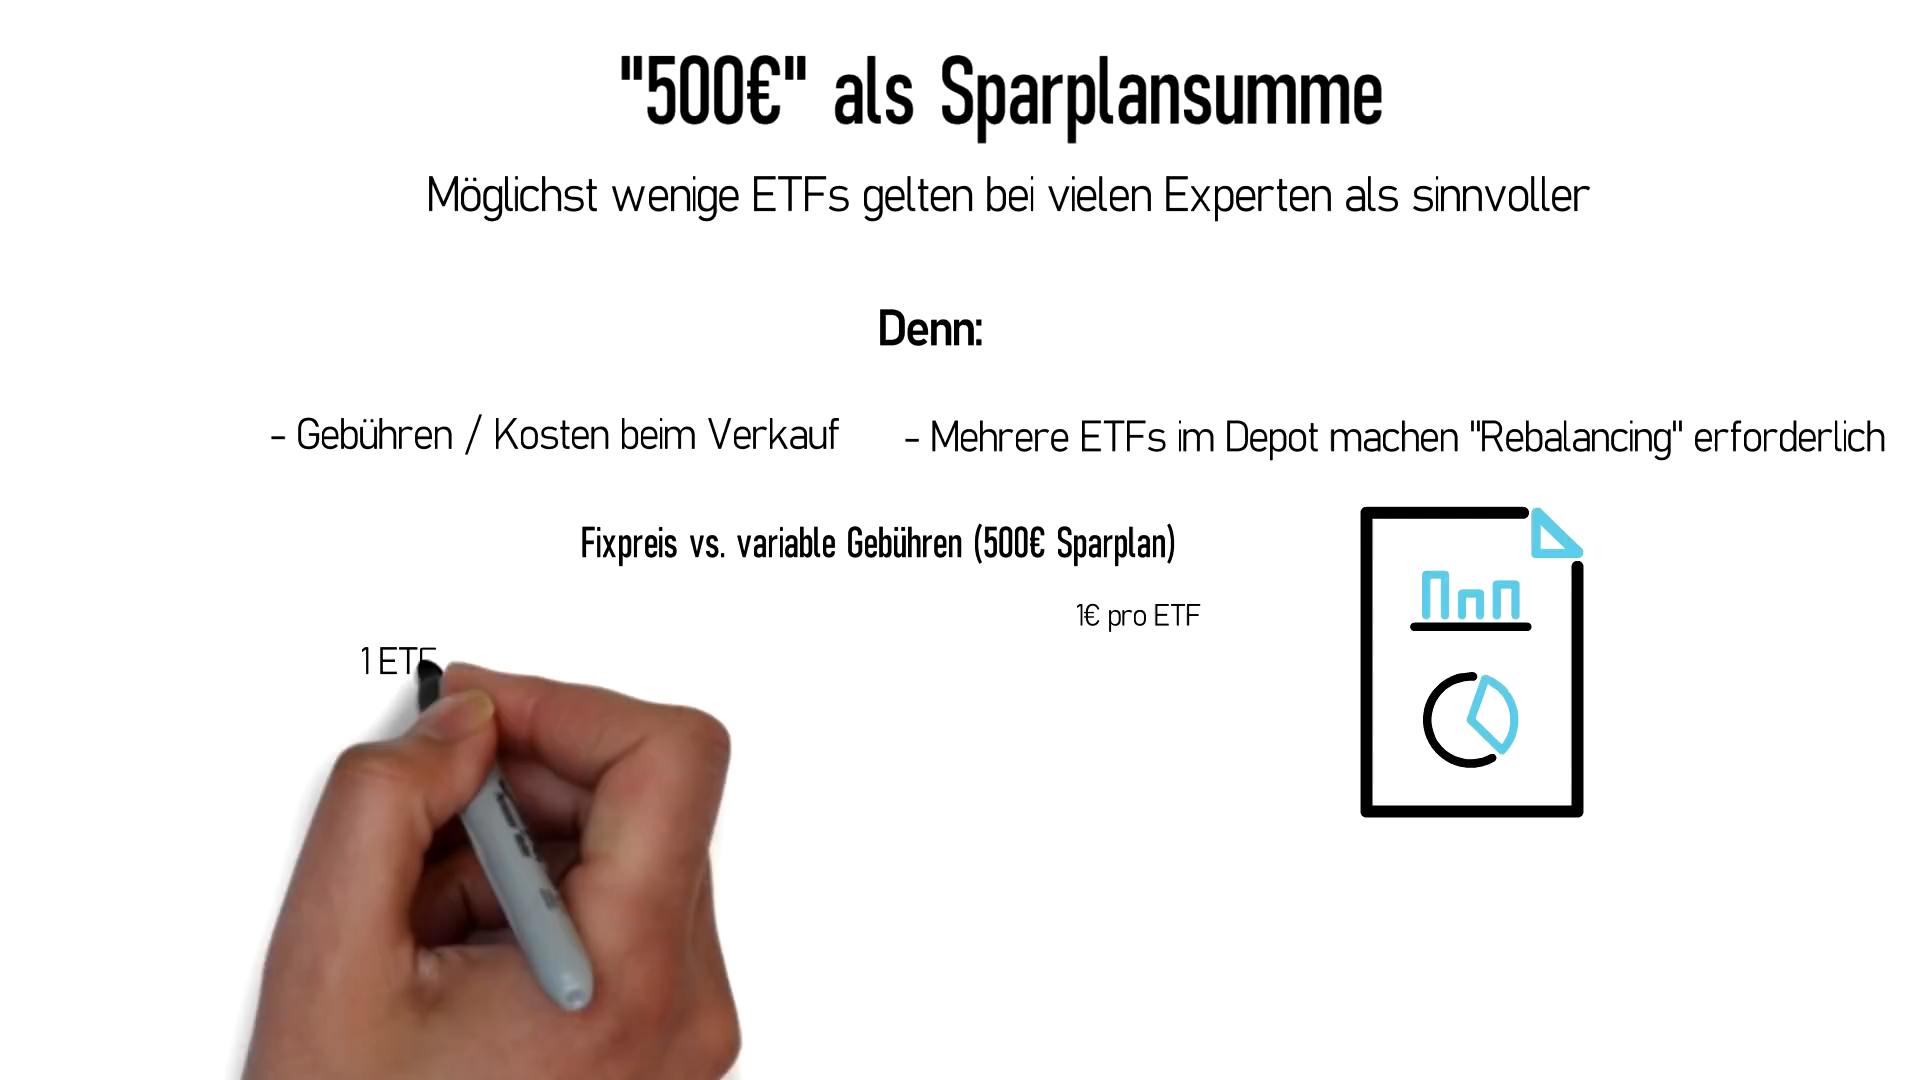 "500€" als Sparplansumme
Möglichst wenige ETFs gelten bei vielen Experten als sinnvoller
Denn:
- Gebühren / Kosten beim Verkauf
- Mehrere ETFs im Depot machen "Rebalancing" erforderlich
Fixpreis vs. variable Gebühren (500€ Sparplan)
1€ pro ETF
1 ETF